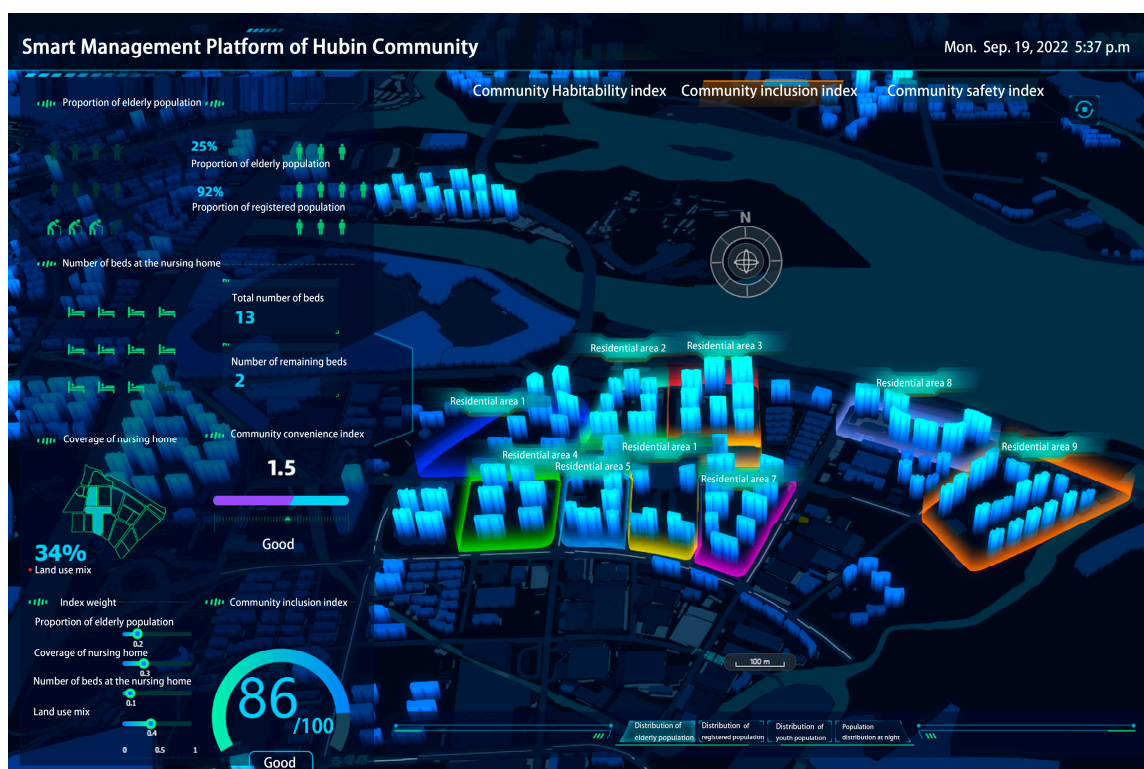 Smart Management Platform of Hubin Community
Mon. Sep. 19, 2022 5:37 p.m
Community Habitability index
Community inclusion index
Community safety index
Proportion of elderly population
25%
Proportion of elderly population
92%
Proportion of registered population
Number of beds at the nursing home
Total number of beds
13
Number of remaining beds
2
Coverage of nursing home
34%
Land use mix
Community convenience index
1.5
Good
Index weight
Proportion of elderly population
0.2
Coverage of nursing home
0.3
Number of beds at the nursing home
0.1
Land use mix
0.4
0 0.5 1
Community inclusion index
86
/100
Good
N
Residential area 2
Residential area 3
Residential area 8
Residential area 1
Residential area 1
Residential area 9
Residential area 4
Residential area 5
Residential area 7
100 m
Distribution of
elderly population
Distribution of
registered population
Distribution of
youth population
Population
distribution at night